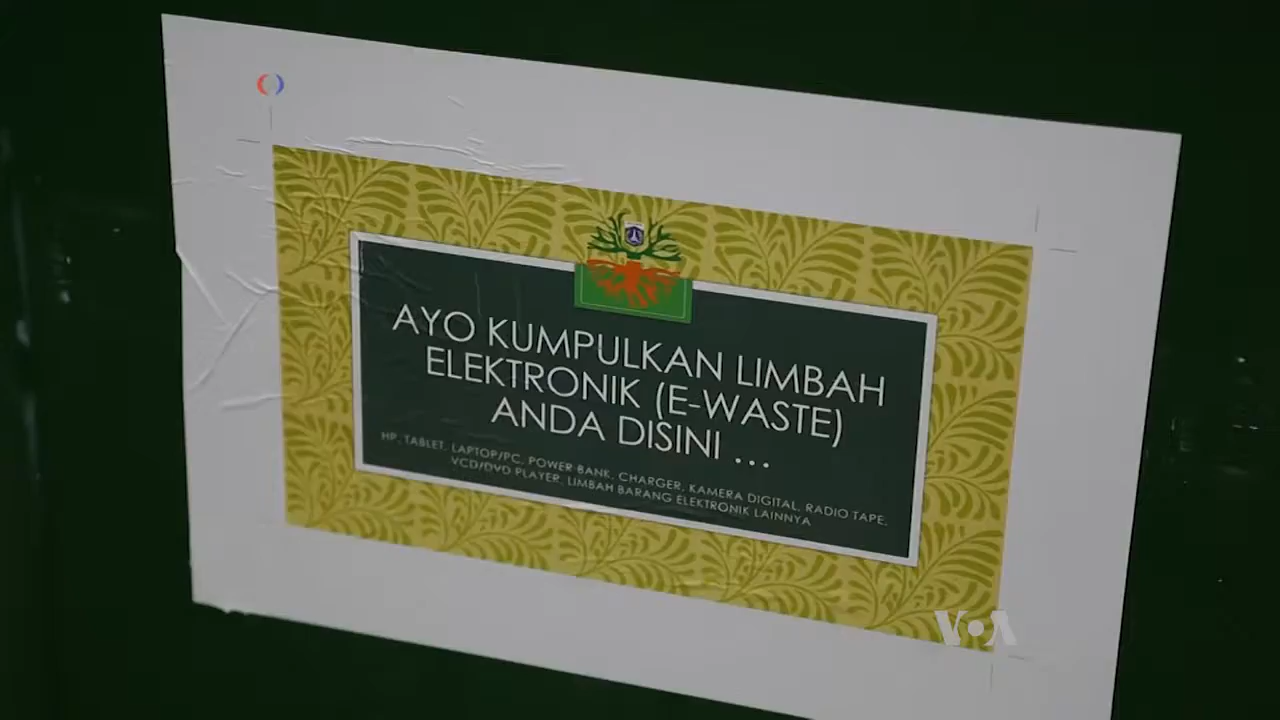 AYO KUMPULKAN LIMBAH
ELEKTRONIK (E-WASTE)
ANDA DISINI ...
HP, TABLET, LAPTOP/PC, POWER BANK, CHARGER, KAMERA DIGITAL, RADIO TAPE,
VCD/DVD PLAYER, LIMBAH BARANG ELEKTRONIK LAINNYA
VOA